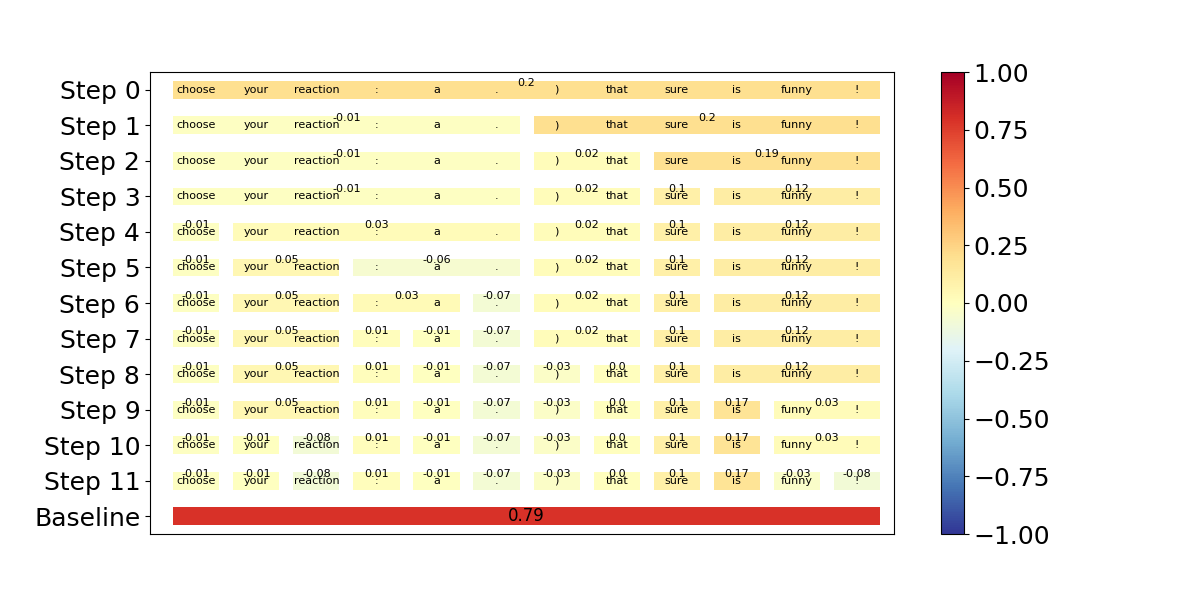 0.2
Step 0 choose your reaction : a . ) that sure is funny !
-0.01 0.2
Step 1 choose your reaction : a . ) that sure is funny !
-0.01 0.02 0.19
Step 2 choose your reaction : a . ) that sure is funny !
-0.01 0.02 0.1 0.12
Step 3 choose your reaction : a . ) that sure is funny !
-0.01 0.03 0.02 0.1 0.12
Step 4 choose your reaction : a . ) that sure is funny !
-0.01 0.05 -0.06 0.02 0.1 0.12
Step 5 choose your reaction : a . ) that sure is funny !
-0.01 0.05 0.03 -0.07 0.02 0.1 0.12
Step 6 choose your reaction : a . ) that sure is funny !
-0.01 0.05 0.01 -0.01 -0.07 0.02 0.1 0.12
Step 7 choose your reaction : a . ) that sure is funny !
-0.01 0.05 0.01 -0.01 -0.07 -0.03 0.0 0.1 0.12
Step 8 choose your reaction : a . ) that sure is funny !
-0.01 0.05 0.01 -0.01 -0.07 -0.03 0.0 0.1 0.17 0.03
Step 9 choose your reaction : a . ) that sure is funny !
-0.01 -0.01 -0.08 0.01 -0.01 -0.07 -0.03 0.0 0.1 0.17 0.03
Step 10 choose your reaction : a . ) that sure is funny !
-0.01 -0.01 -0.08 0.01 -0.01 -0.07 -0.03 0.0 0.1 0.17 -0.03 -0.08
Step 11 choose your reaction : a . ) that sure is funny !
Baseline 0.79
1.00
0.75
0.50
0.25
0.00
−0.25
−0.50
−0.75
−1.00